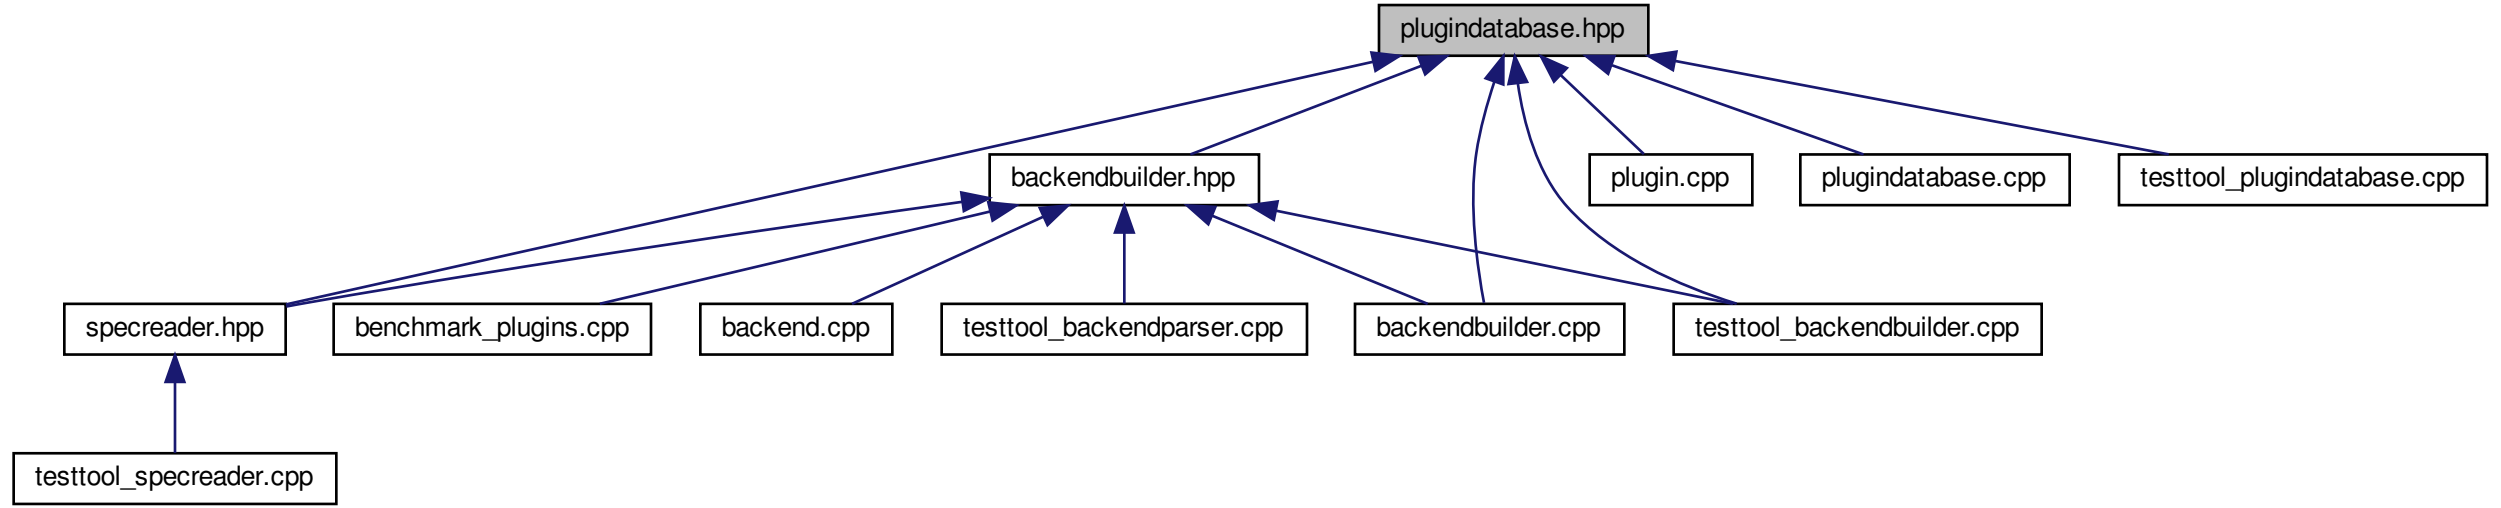 plugindatabase.hpp
backendbuilder.hpp
plugin.cpp
plugindatabase.cpp
testtool_plugindatabase.cpp
specreader.hpp
benchmark_plugins.cpp
backend.cpp
testtool_backendparser.cpp
backendbuilder.cpp
testtool_backendbuilder.cpp
testtool_specreader.cpp